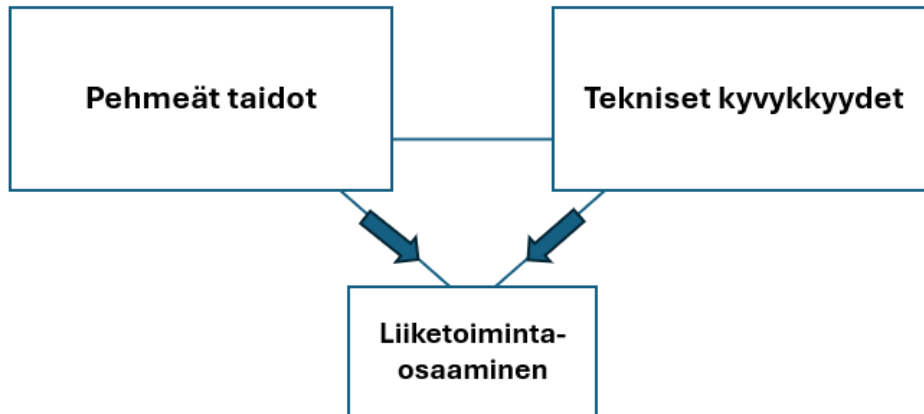 Pehmeät taidot
Tekniset kyvykkyydet
Liiketoiminta-
osaaminen